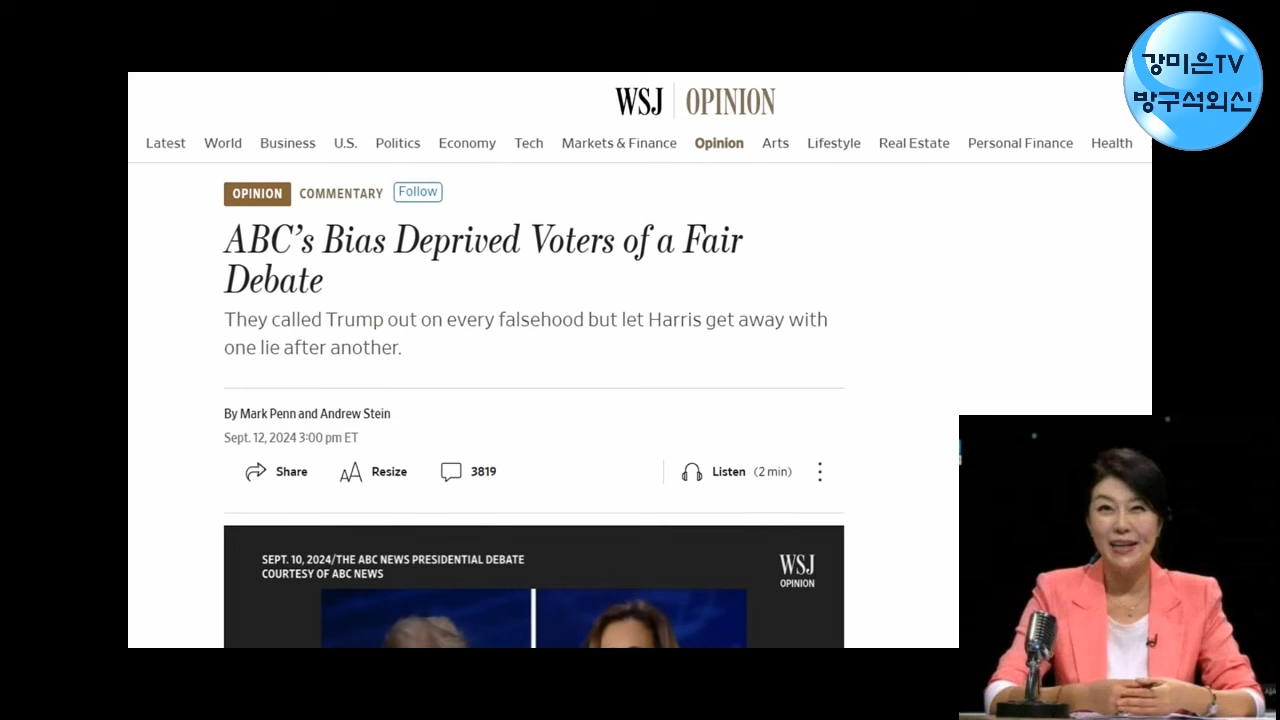 강미은TV
방구석외신
WSJ OPINION
Latest World Business U.S. Politics Economy Tech Markets & Finance Opinion Arts Lifestyle Real Estate Personal Finance Health
OPINION COMMENTARY Follow
ABC's Bias Deprived Voters of a Fair
Debate
They called Trump out on every falsehood but let Harris get away with
one lie after another.
By Mark Penn and Andrew Stein
Sept. 12, 2024 3:00 pm ET
Share Resize 3819 Listen (2 min)
SEPT. 10, 2024/THE ABC NEWS PRESIDENTIAL DEBATE
COURTESY OF ABC NEWS
WSJ
OPINION